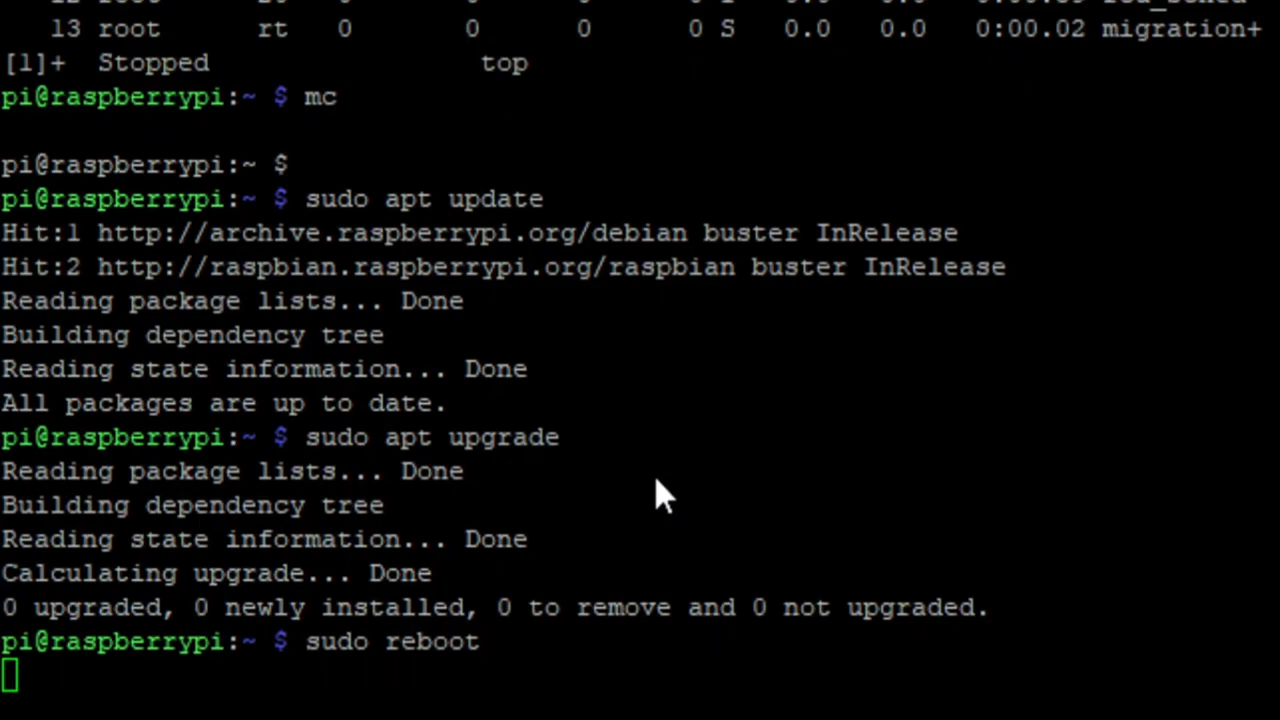 13 root rt 0 0 0 0 S 0.0 0.0 0:00.02 migration+
[1]+ Stopped top
pi@raspberrypi:~ $ mc
pi@raspberrypi:~ $
pi@raspberrypi:~ $ sudo apt update
Hit:1 http://archive.raspberrypi.org/debian buster InRelease
Hit:2 http://raspbian.raspberrypi.org/raspbian buster InRelease
Reading package lists... Done
Building dependency tree
Reading state information... Done
All packages are up to date.
pi@raspberrypi:~ $ sudo apt upgrade
Reading package lists... Done
Building dependency tree
Reading state information... Done
Calculating upgrade... Done
0 upgraded, 0 newly installed, 0 to remove and 0 not upgraded.
pi@raspberrypi:~ $ sudo reboot